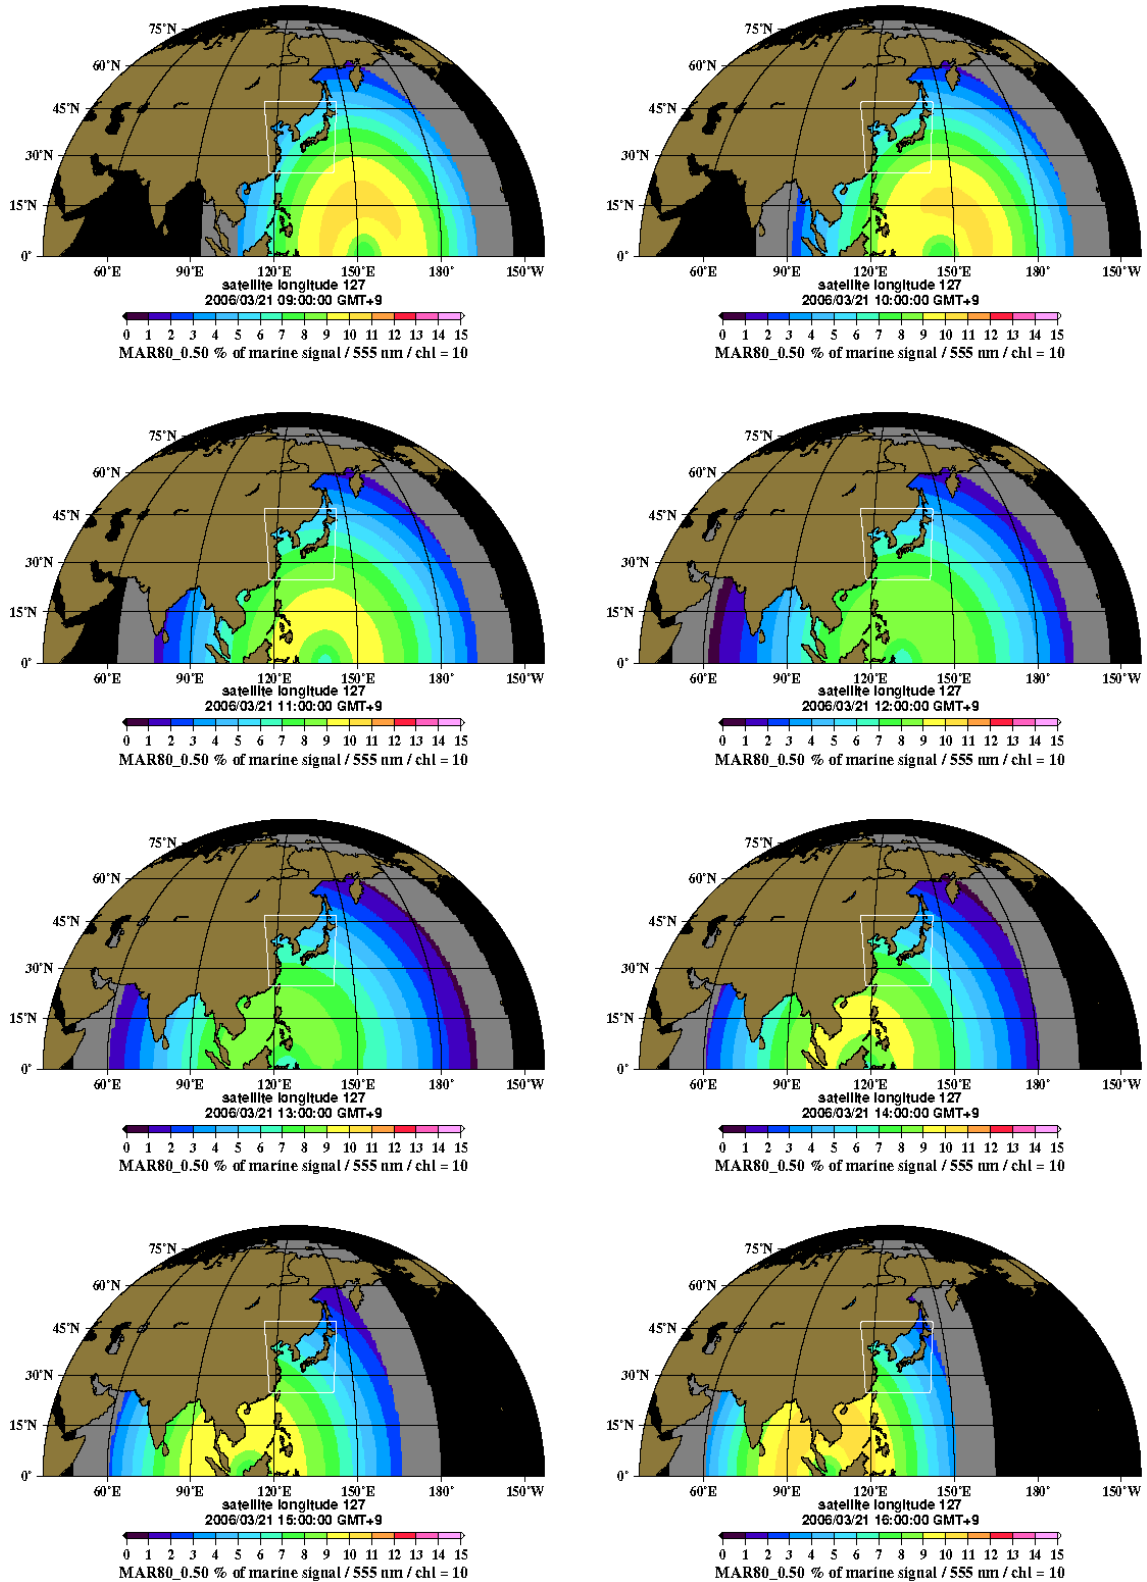 75°N
60°N
45°N
30°N
15°N
0°
60°E 90°E 120°E 150°E 180° 150°W
satellite longitude 127
2006/03/21 09:00:00 GMT+9
0 1 2 3 4 5 6 7 8 9 10 11 12 13 14 15
MAR80_0.50 % of marine signal / 555 nm / chl = 10
75°N
60°N
45°N
30°N
15°N
0°
60°E 90°E 120°E 150°E 180° 150°W
satellite longitude 127
2006/03/21 10:00:00 GMT+9
0 1 2 3 4 5 6 7 8 9 10 11 12 13 14 15
MAR80_0.50 % of marine signal / 555 nm / chl = 10
75°N
60°N
45°N
30°N
15°N
0°
60°E 90°E 120°E 150°E 180° 150°W
satellite longitude 127
2006/03/21 11:00:00 GMT+9
0 1 2 3 4 5 6 7 8 9 10 11 12 13 14 15
MAR80_0.50 % of marine signal / 555 nm / chl = 10
75°N
60°N
45°N
30°N
15°N
0°
60°E 90°E 120°E 150°E 180° 150°W
satellite longitude 127
2006/03/21 12:00:00 GMT+9
0 1 2 3 4 5 6 7 8 9 10 11 12 13 14 15
MAR80_0.50 % of marine signal / 555 nm / chl = 10
75°N
60°N
45°N
30°N
15°N
0°
60°E 90°E 120°E 150°E 180° 150°W
satellite longitude 127
2006/03/21 13:00:00 GMT+9
0 1 2 3 4 5 6 7 8 9 10 11 12 13 14 15
MAR80_0.50 % of marine signal / 555 nm / chl = 10
75°N
60°N
45°N
30°N
15°N
0°
60°E 90°E 120°E 150°E 180° 150°W
satellite longitude 127
2006/03/21 14:00:00 GMT+9
0 1 2 3 4 5 6 7 8 9 10 11 12 13 14 15
MAR80_0.50 % of marine signal / 555 nm / chl = 10
75°N
60°N
45°N
30°N
15°N
0°
60°E 90°E 120°E 150°E 180° 150°W
satellite longitude 127
2006/03/21 15:00:00 GMT+9
0 1 2 3 4 5 6 7 8 9 10 11 12 13 14 15
MAR80_0.50 % of marine signal / 555 nm / chl = 10
75°N
60°N
45°N
30°N
15°N
0°
60°E 90°E 120°E 150°E 180° 150°W
satellite longitude 127
2006/03/21 16:00:00 GMT+9
0 1 2 3 4 5 6 7 8 9 10 11 12 13 14 15
MAR80_0.50 % of marine signal / 555 nm / chl = 10